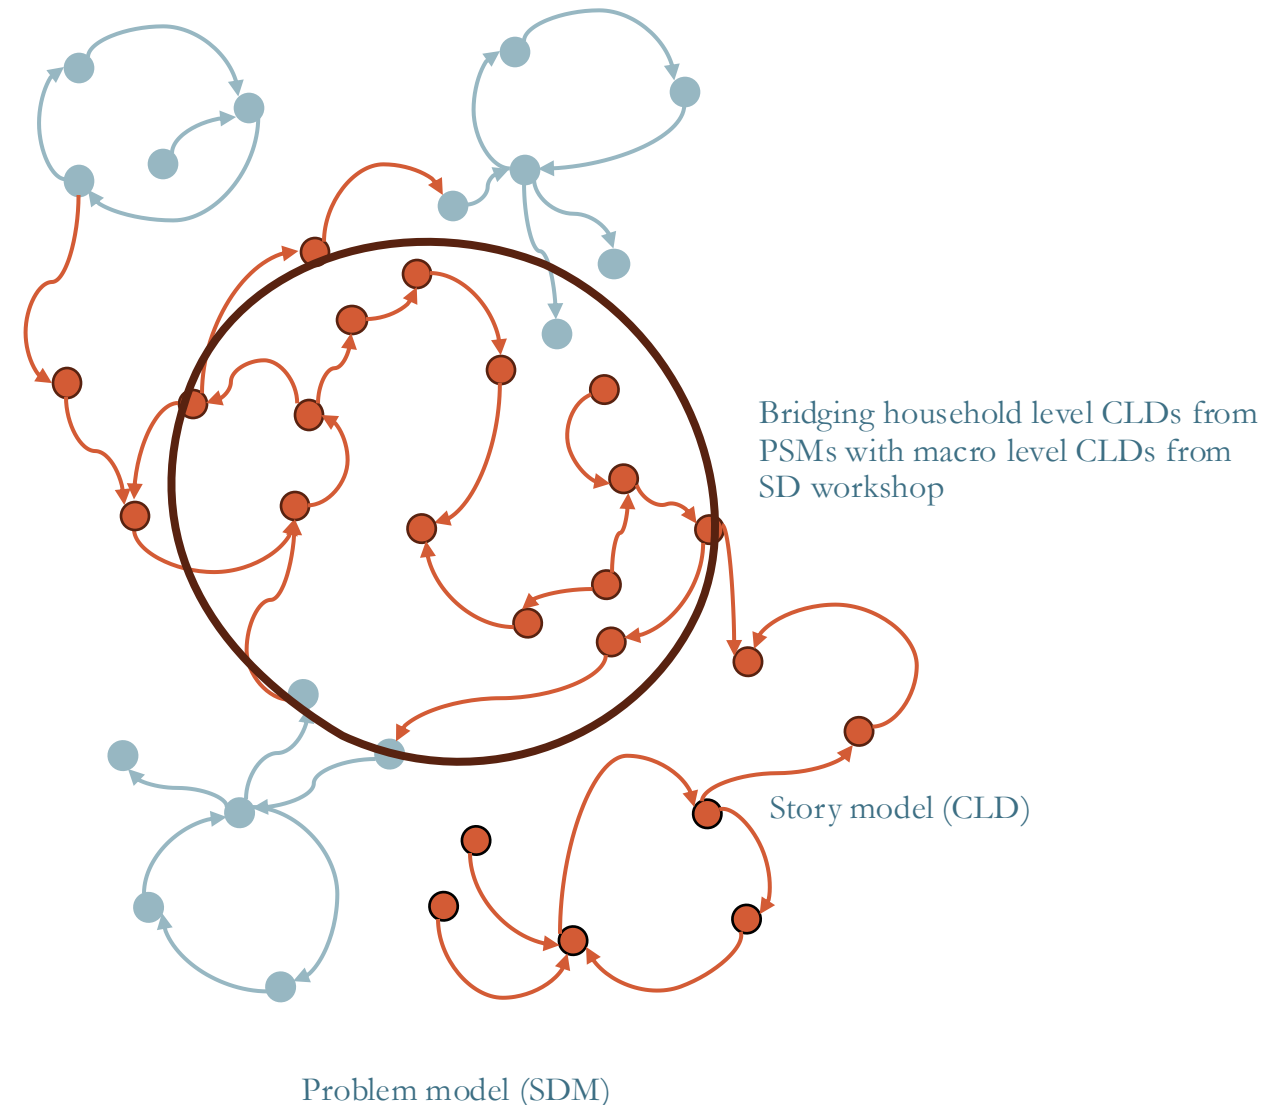 Bridging household level CLDs from
PSMs with macro level CLDs from
SD workshop
Story model (CLD)
Problem model (SDM)